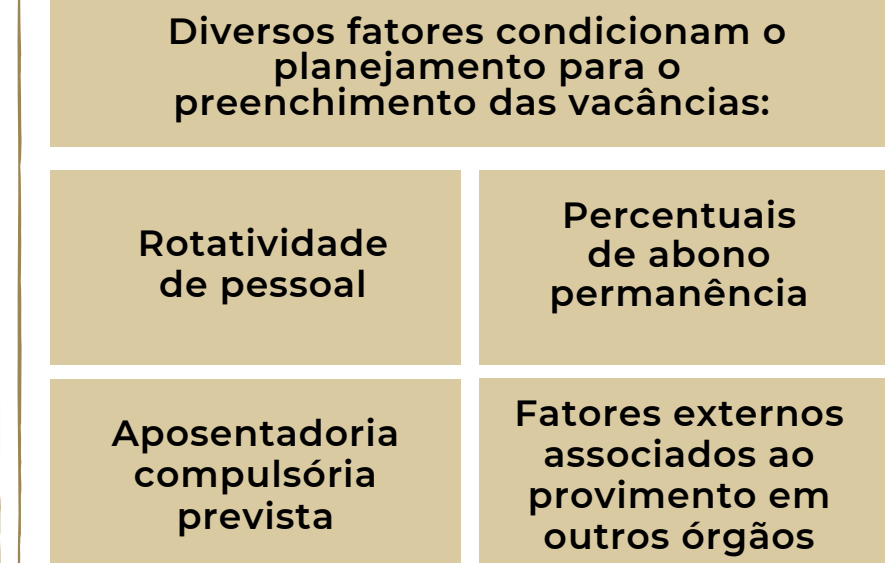 Diversos fatores condicionam o
planejamento para o
preenchimento das vacâncias:
Rotatividade
de pessoal
Percentuais
de abono
permanência
Aposentadoria
compulsória
prevista
Fatores externos
associados ao
provimento em
outros órgãos